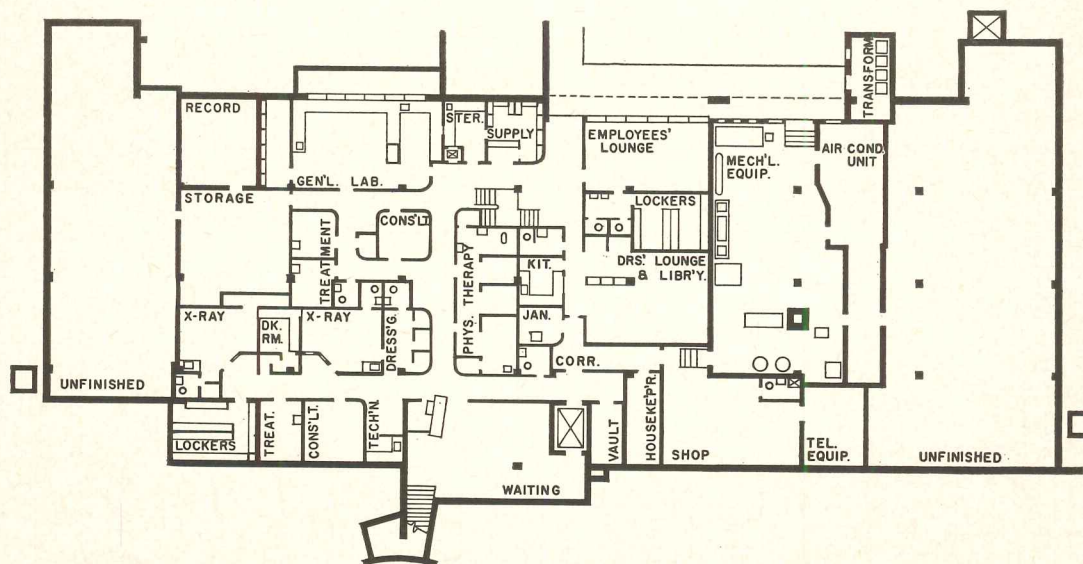 RECORD
STER.
SUPPLY
TRANSFORM
EMPLOYEES'
LOUNGE
AIR COND.
UNIT
MECH'L.
EQUIP.
GEN'L. LAB.
STORAGE
LOCKERS
CONS'LT.
TREATMENT
PHYS. THERAPY
DRS.' LOUNGE
& LIBR'Y.
KIT.
X-RAY
DK.
RM.
X-RAY
DRESS'G.
JAN.
CORR.
UNFINISHED
LOCKERS
TREAT.
CONS'LT.
TECH'N.
VAULT
HOUSEKE'P'R.
SHOP
TEL.
EQUIP.
UNFINISHED
WAITING